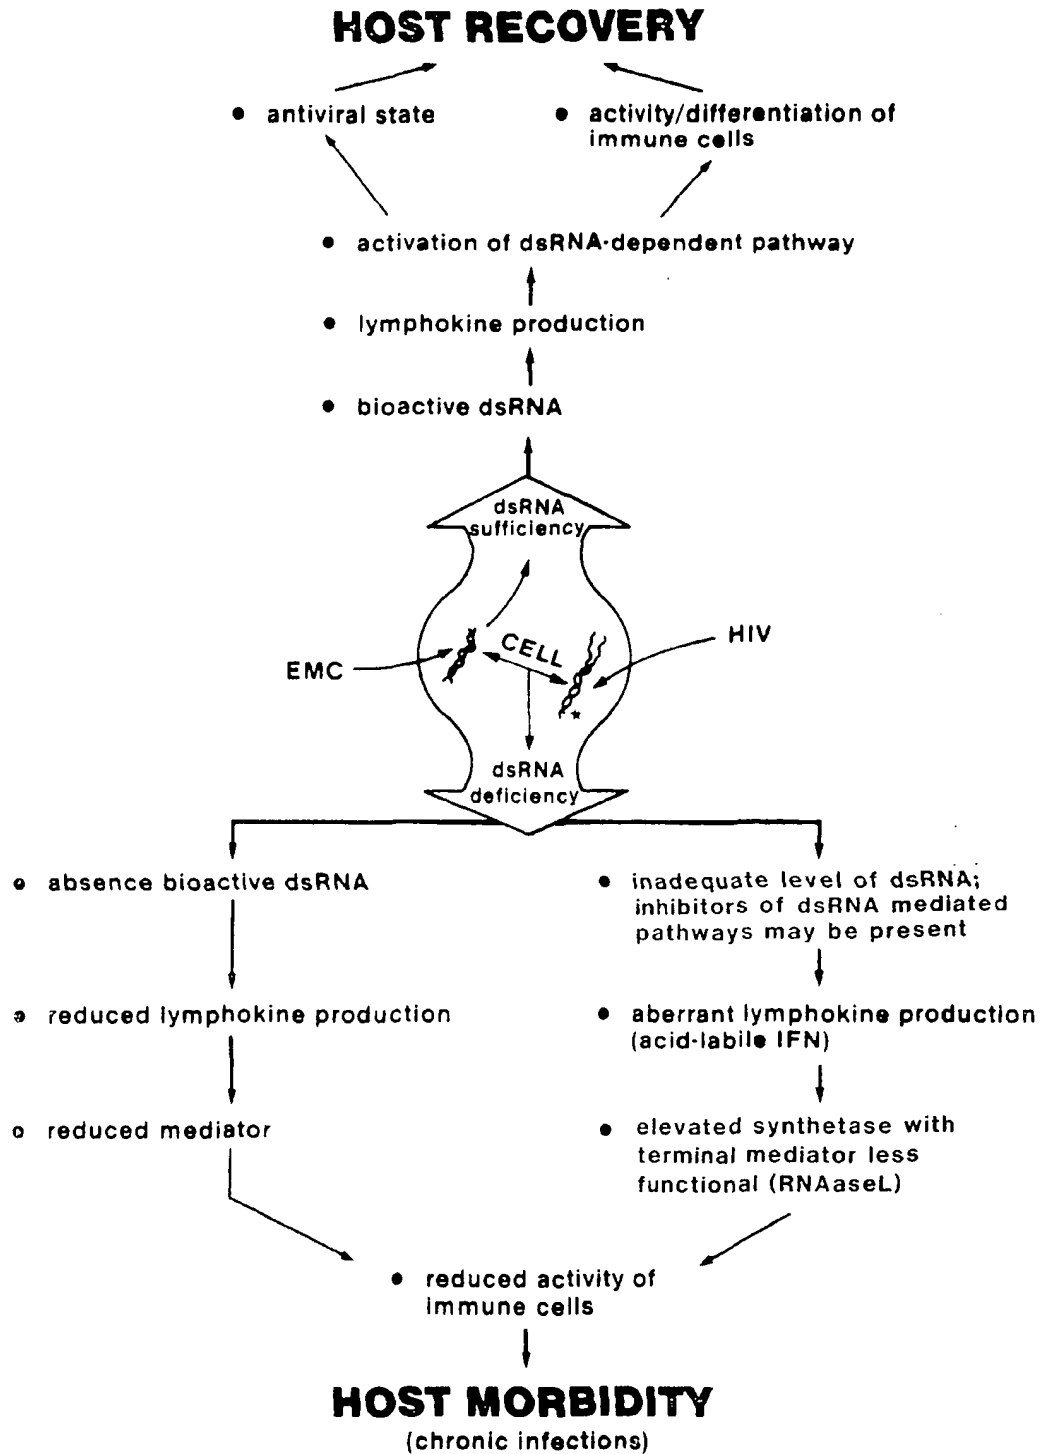 HOST RECOVERY
• antiviral state
• activity/differentiation of
immune cells
• activation of dsRNA-dependent pathway
• lymphokine production
• bioactive dsRNA
dsRNA
sufficiency
CELL
HIV
EMC
dsRNA
deficiency
• absence bioactive dsRNA
• inadequate level of dsRNA;
inhibitors of dsRNA mediated
pathways may be present
• reduced lymphokine production
• aberrant lymphokine production
(acid-labile IFN)
• reduced mediator
• elevated synthetase with
terminal mediator less
functional (RNAaseL)
• reduced activity of
immune cells
HOST MORBIDITY
(chronic infections)